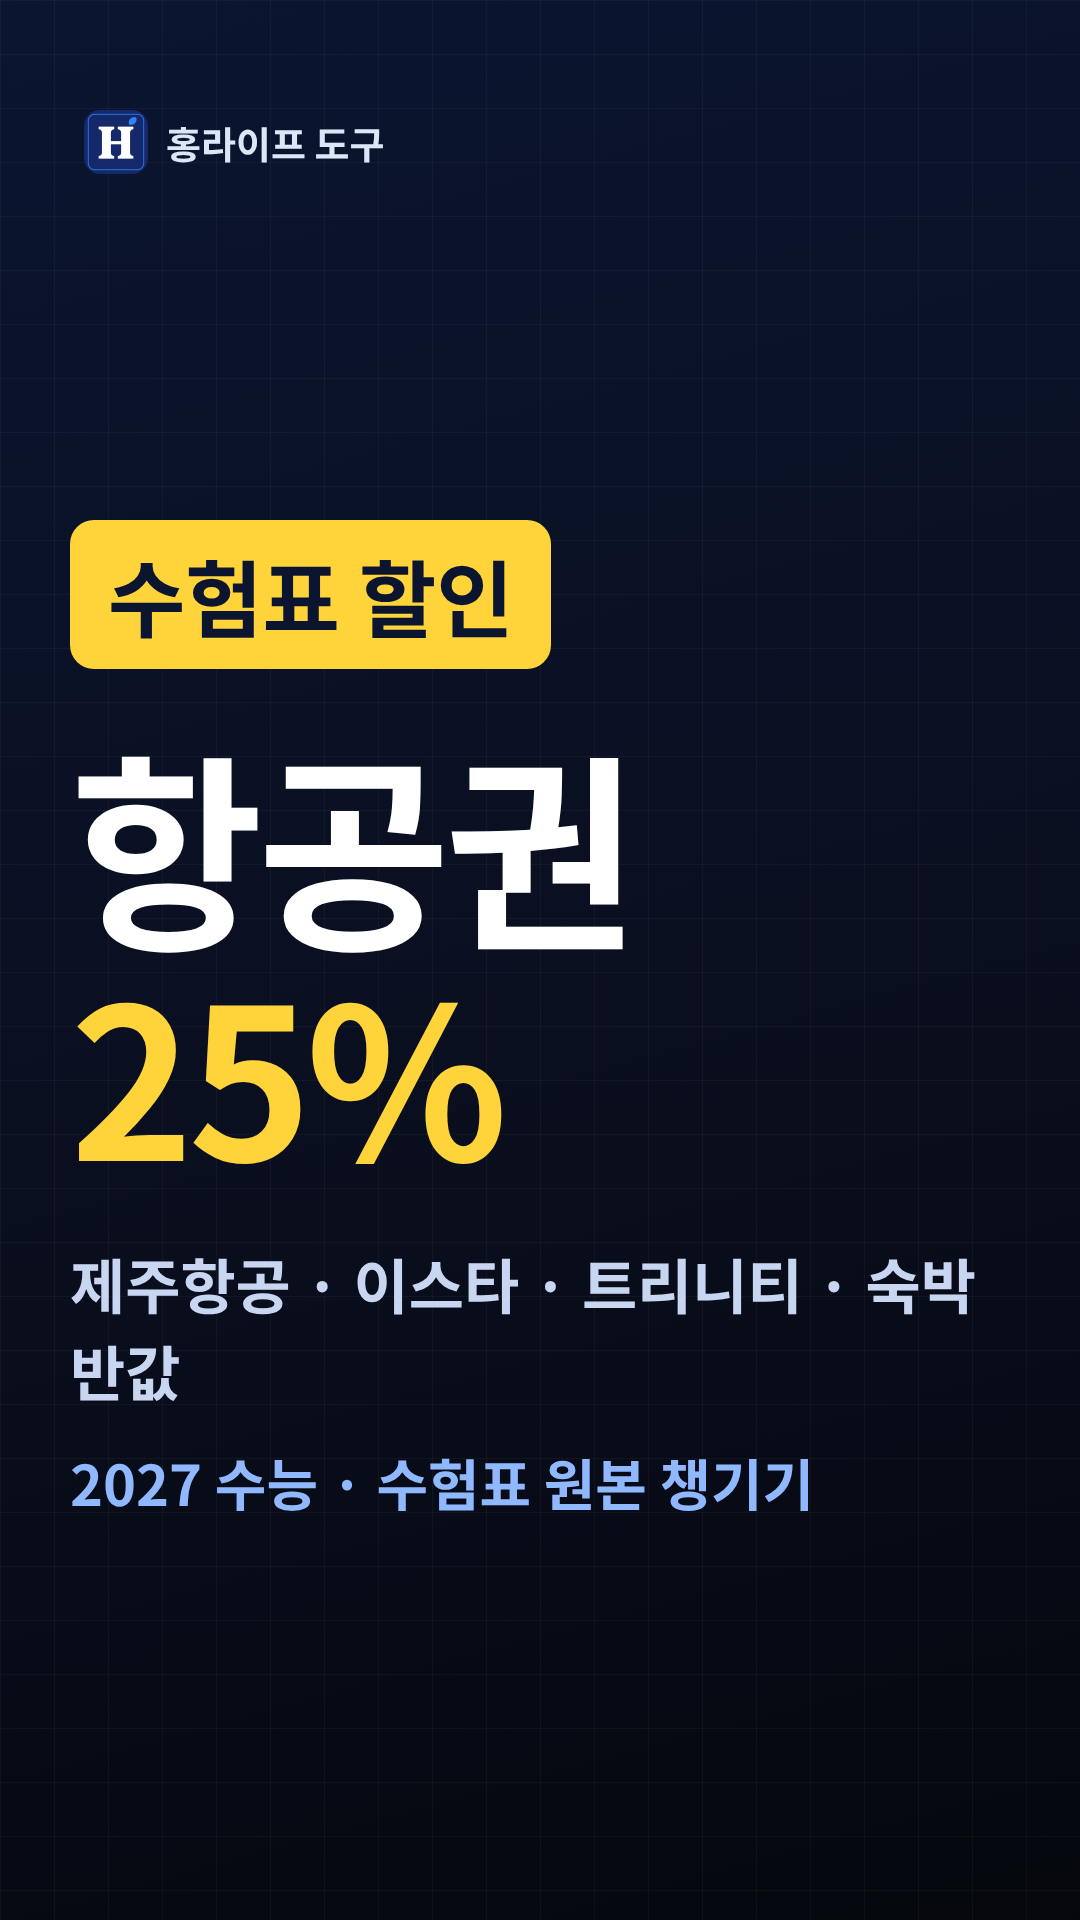 H 홍라이프 도구
수험표 할인
항공권
25%
제주항공 · 이스타 · 트리니티 · 숙박
반값
2027 수능 · 수험표 원본 챙기기